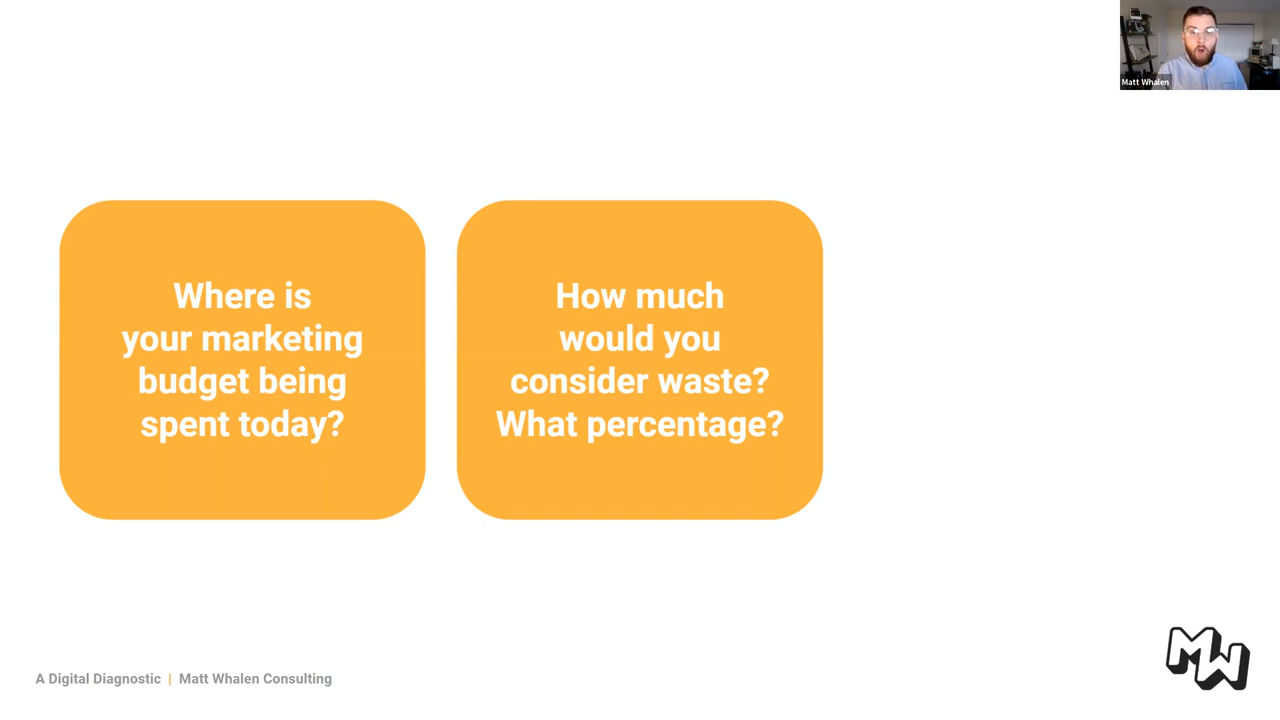 Matt Whalen
Where is
your marketing
budget being
spent today?
How much
would you
consider waste?
What percentage?
A Digital Diagnostic | Matt Whalen Consulting
MW